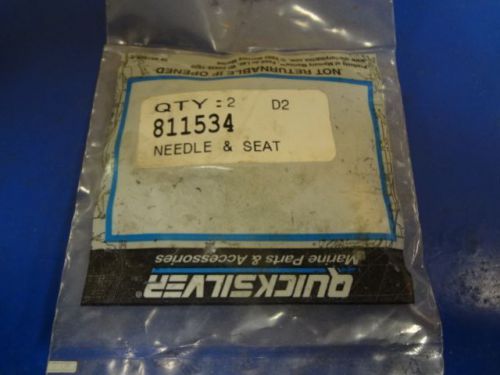 QTY: 2 D2
811534
NEEDLE & SEAT
NOT RETURNABLE IF OPENED
QUICKSILVER®
Marine Parts & Accessories